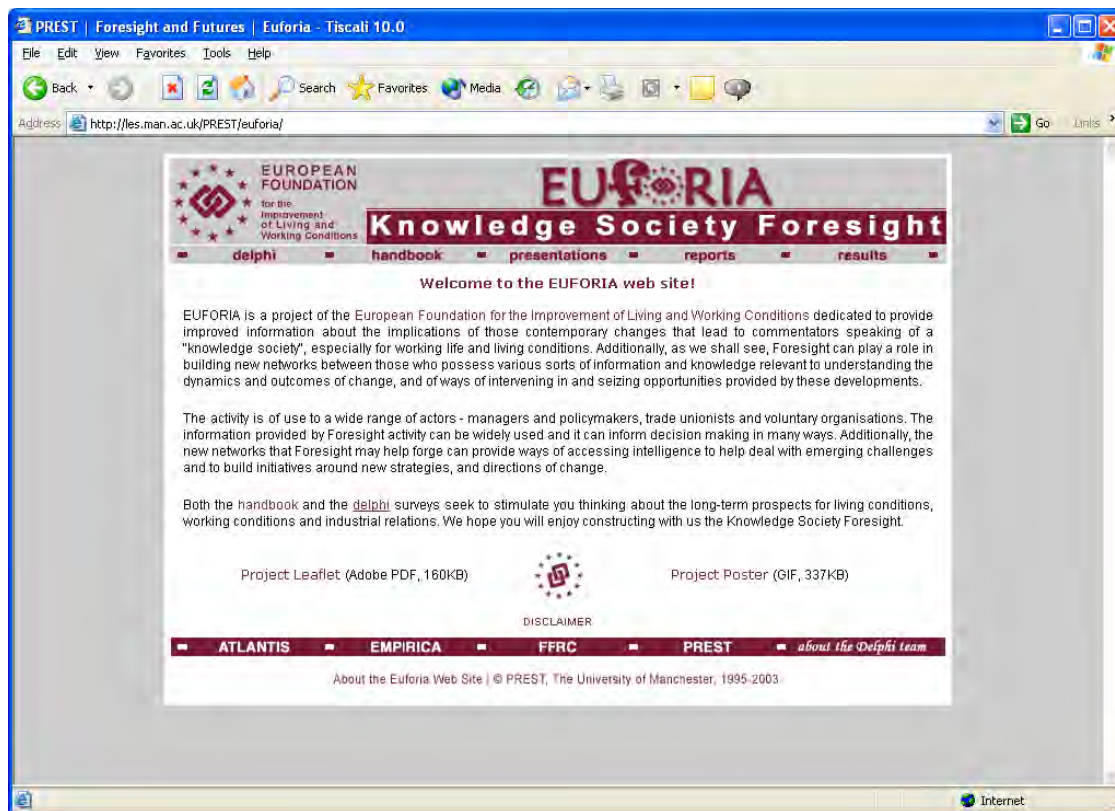 PREST | Foresight and Futures | Euforia - Tiscali 10.0
File Edit View Favorites Tools Help
Back Search Favorites Media
Address http://les.man.ac.uk/PREST/euforia/ Go Links
EUROPEAN
FOUNDATION
for the
Improvement
of Living and
Working Conditions
EUFORIA
Knowledge Society Foresight
delphi handbook presentations reports results
Welcome to the EUFORIA web site!
EUFORIA is a project of the European Foundation for the Improvement of Living and Working Conditions dedicated to provide
improved information about the implications of those contemporary changes that lead to commentators speaking of a
"knowledge society", especially for working life and living conditions. Additionally, as we shall see, Foresight can play a role in
building new networks between those who possess various sorts of information and knowledge relevant to understanding the
dynamics and outcomes of change, and of ways of intervening in and seizing opportunities provided by these developments.
The activity is of use to a wide range of actors - managers and policymakers, trade unionists and voluntary organisations. The
information provided by Foresight activity can be widely used and it can inform decision making in many ways. Additionally, the
new networks that Foresight may help forge can provide ways of accessing intelligence to help deal with emerging challenges
and to build initiatives around new strategies, and directions of change.
Both the handbook and the delphi surveys seek to stimulate you thinking about the long-term prospects for living conditions,
working conditions and industrial relations. We hope you will enjoy constructing with us the Knowledge Society Foresight.
Project Leaflet (Adobe PDF, 160KB) Project Poster (GIF, 337KB)
DISCLAIMER
ATLANTIS EMPIRICA FFRC PREST about the Delphi team
About the Euforia Web Site | © PREST, The University of Manchester, 1995-2003
Internet